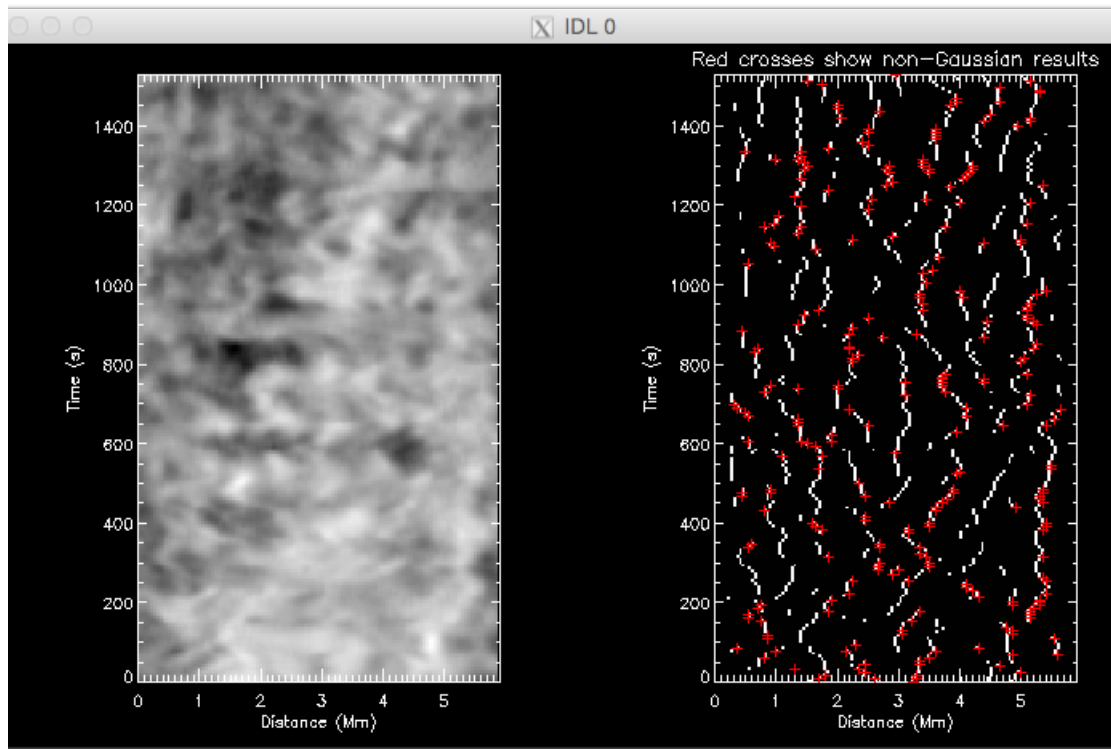 IDL 0
Red crosses show non-Gaussian results
1400
1200
1000
800
600
400
200
0
Time (s)
0 1 2 3 4 5
Distance (Mm)
1400
1200
1000
800
600
400
200
0
Time (s)
0 1 2 3 4 5
Distance (Mm)